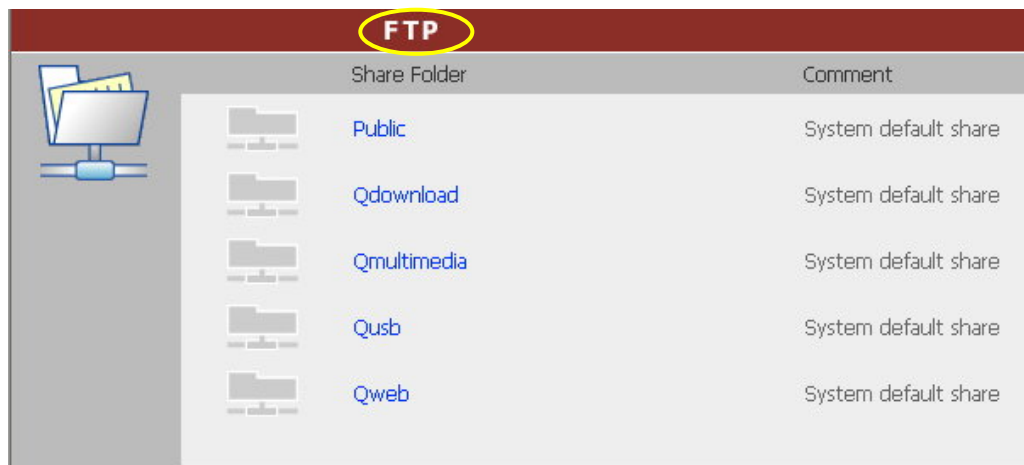 FTP
Share Folder Comment
Public System default share
Qdownload System default share
Qmultimedia System default share
Qusb System default share
Qweb System default share